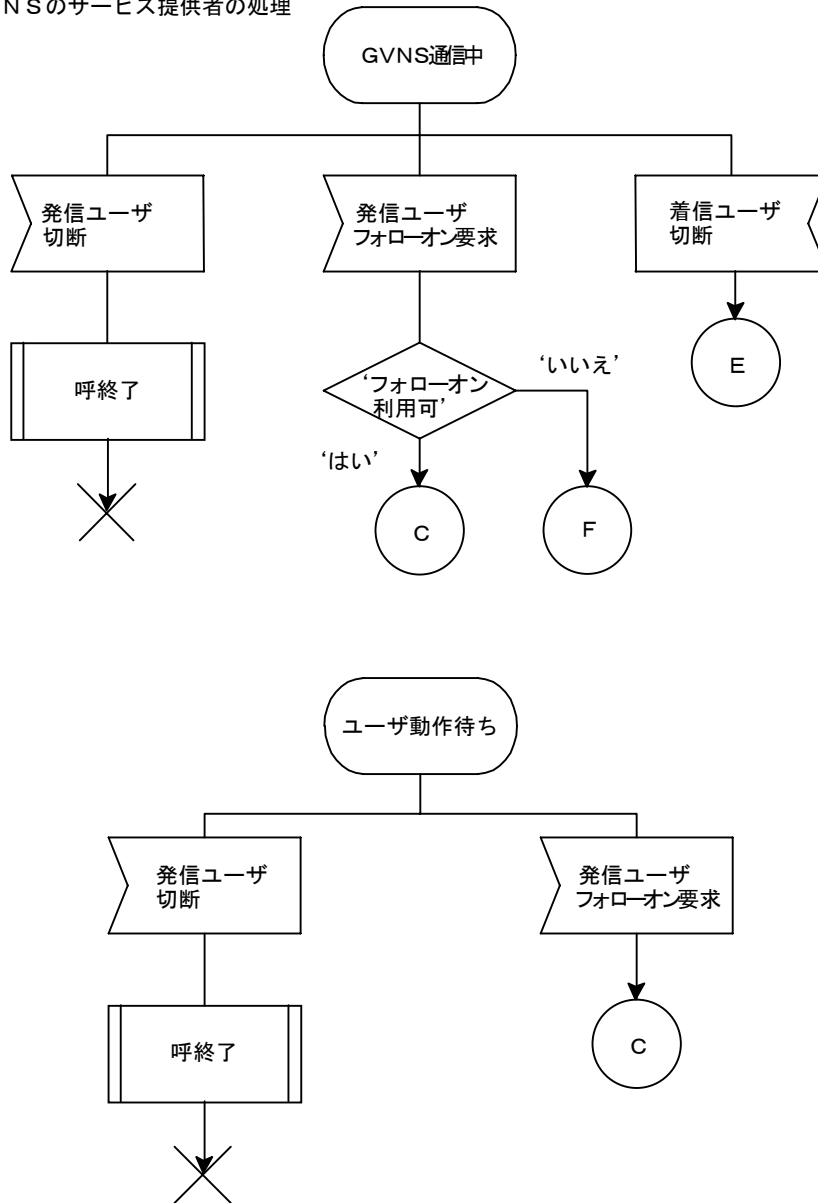 ＮＳのサービス提供者の処理
GVNS通信中
発信ユーザ
切断
発信ユーザ
フォローオン要求
着信ユーザ
切断
呼終了
‘フォローオン
利用可’
‘いいえ’
‘はい’
E
C
F
ユーザ動作待ち
発信ユーザ
切断
発信ユーザ
フォローオン要求
呼終了
C